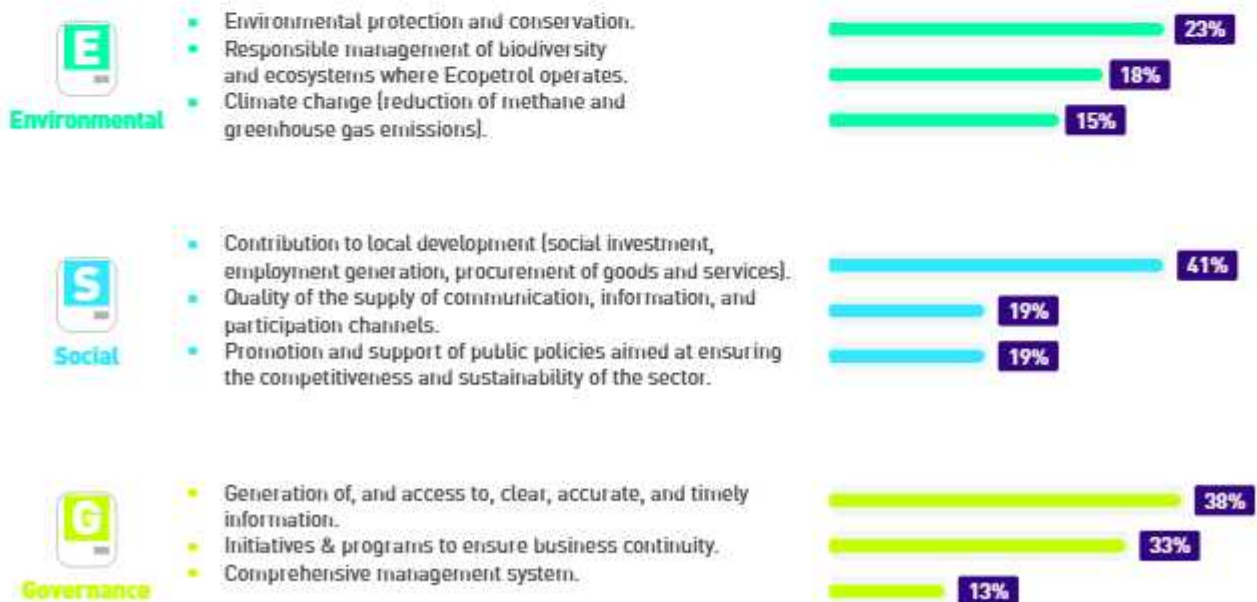 E
Environmental
Environmental protection and conservation.
Responsible management of biodiversity
and ecosystems where Ecopetrol operates.
Climate change (reduction of methane and
greenhouse gas emissions).
23%
18%
15%
S
Social
Contribution to local development (social investment,
employment generation, procurement of goods and services).
Quality of the supply of communication, information, and
participation channels.
Promotion and support of public policies aimed at ensuring
the competitiveness and sustainability of the sector.
41%
19%
19%
G
Governance
Generation of, and access to, clear, accurate, and timely
information.
Initiatives & programs to ensure business continuity.
Comprehensive management system.
38%
33%
13%